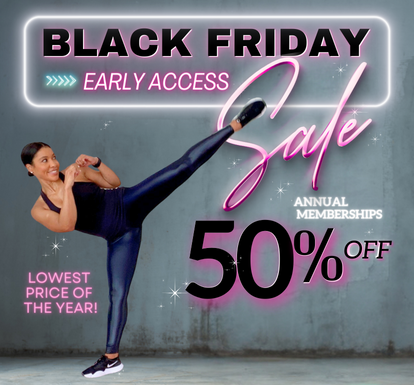 BLACK FRIDAY
EARLY ACCESS
Sale
ANNUAL
MEMBERSHIPS
50% OFF
LOWEST
PRICE OF
THE YEAR!